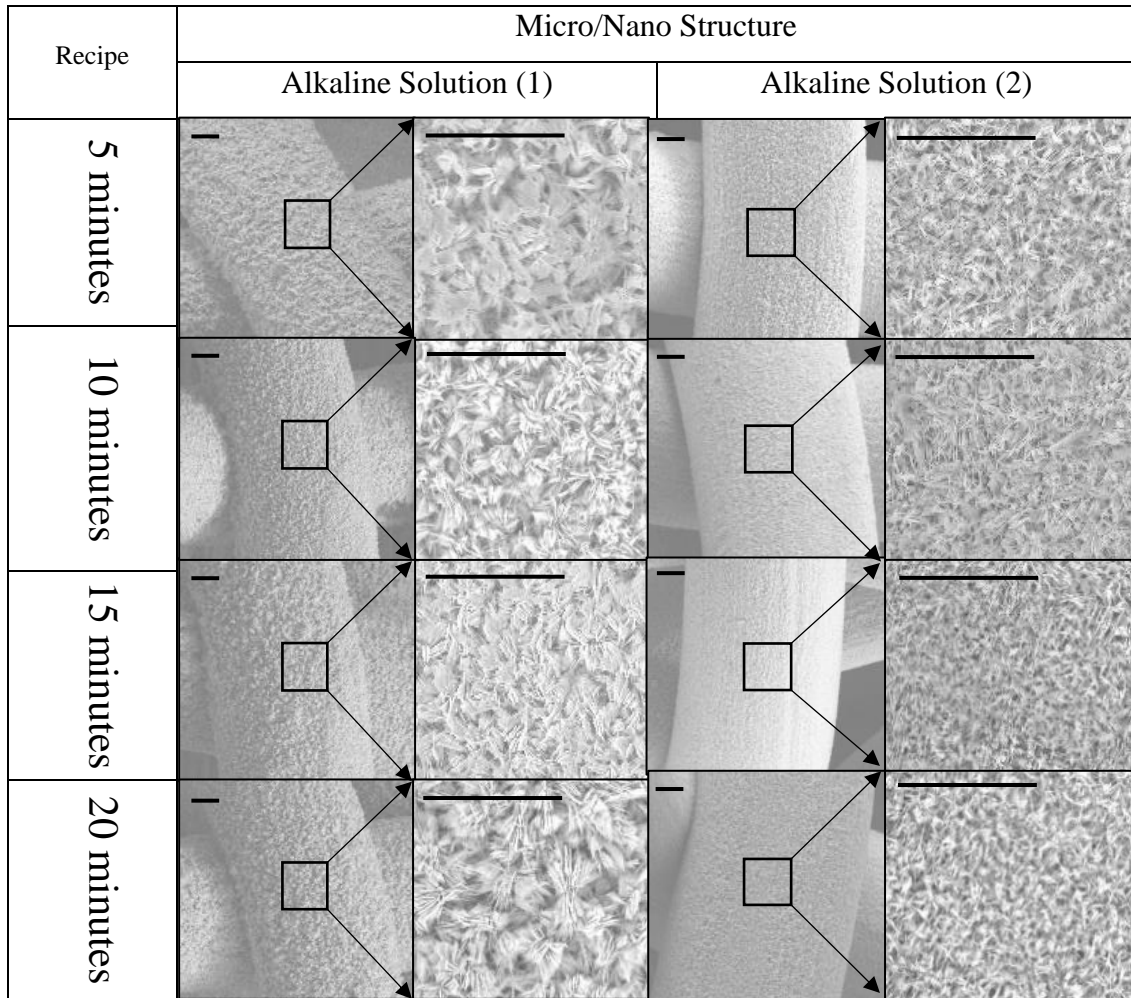 Recipe
Micro/Nano Structure
Alkaline Solution (1)
Alkaline Solution (2)
5 minutes
10 minutes
15 minutes
20 minutes